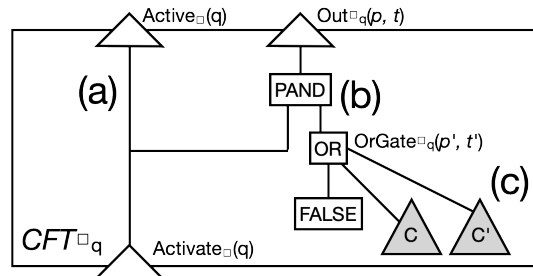 Active□(q)
Out□q(p, t)
(a)
PAND
(b)
OR
OrGate□q(p', t')
(c)
FALSE
C
C'
CFT□q
Activate□(q)